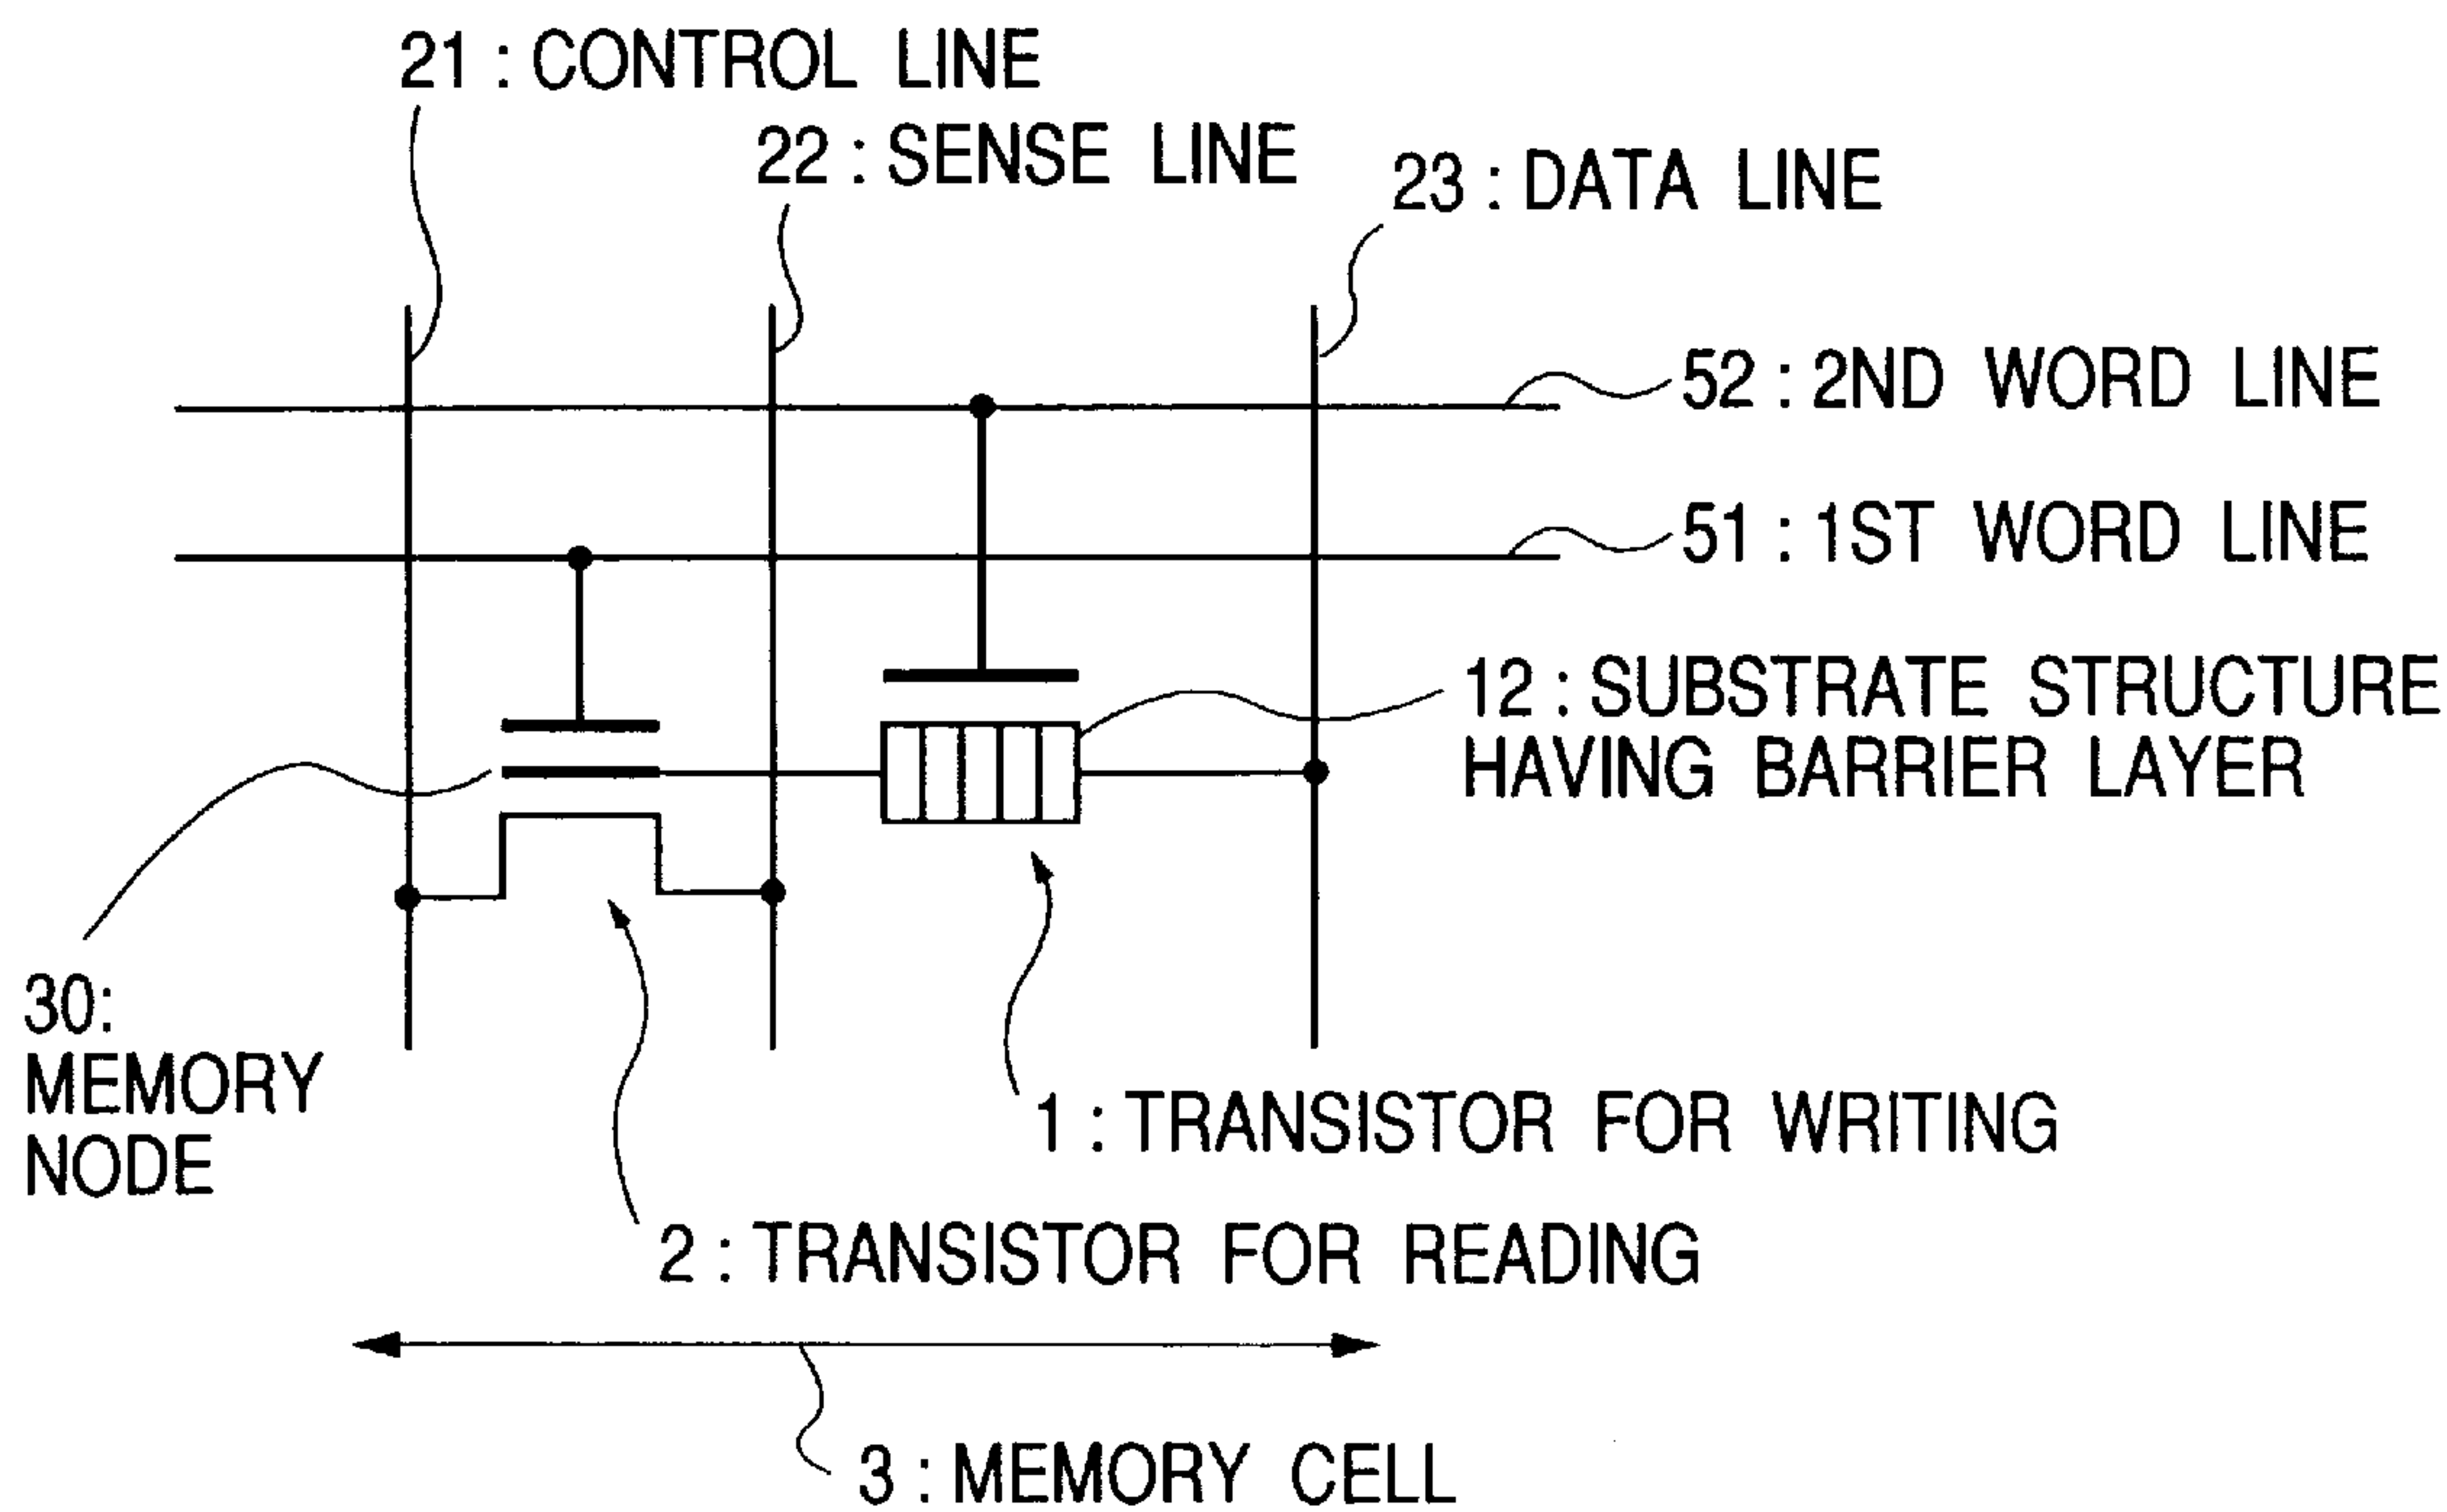 21 : CONTROL LINE
22 : SENSE LINE
23 : DATA LINE
52 : 2ND WORD LINE
51 : 1ST WORD LINE
12 : SUBSTRATE STRUCTURE
HAVING BARRIER LAYER
30:
MEMORY
NODE
1 : TRANSISTOR FOR WRITING
2 : TRANSISTOR FOR READING
3 : MEMORY CELL